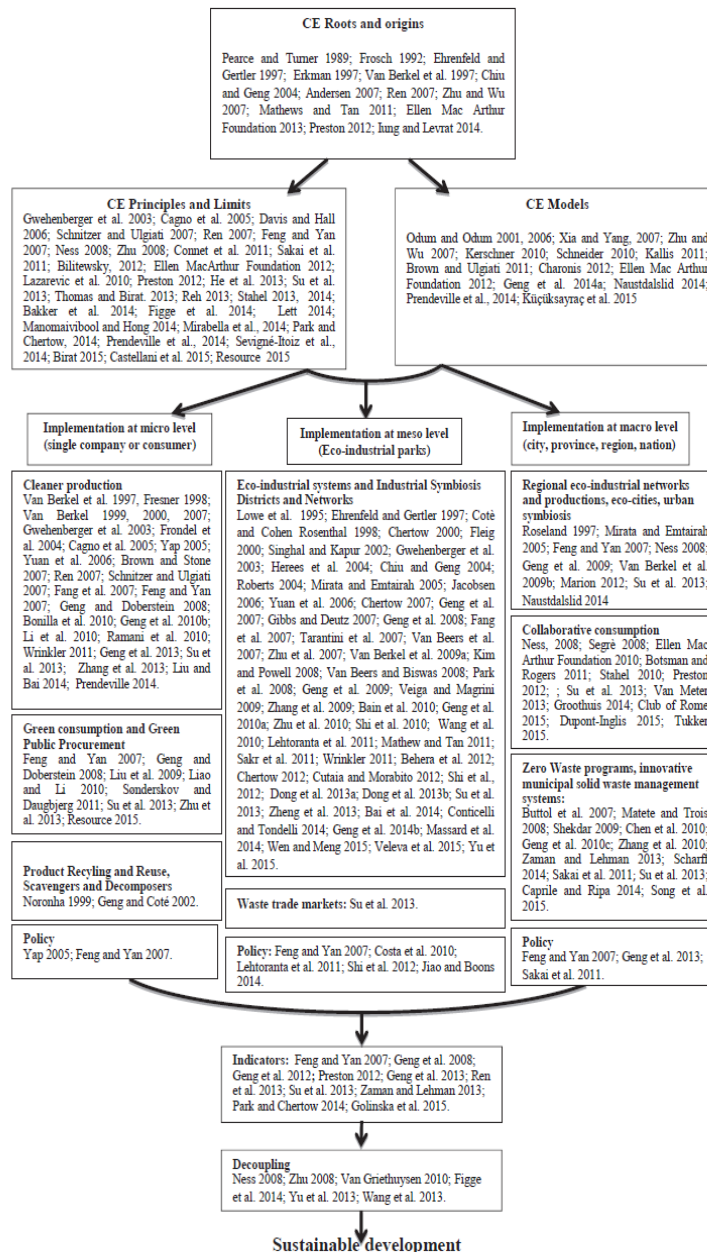 CE Roots and origins
Pearce and Turner 1989; Frosch 1992; Ehrenfeld and
Gertler 1997; Erkman 1997; Van Berkel et al. 1997; Chiu
and Geng 2004; Andersen 2007; Ren 2007; Zhu and Wu
2007; Mathews and Tan 2011; Ellen Mac Arthur
Foundation 2013; Preston 2012; Iung and Levrat 2014.
CE Principles and Limits
Gwehenberger et al. 2003; Cagno et al. 2005; Davis and Hall
2006; Schnitzer and Ulgiati 2007; Ren 2007; Feng and Yan
2007; Ness 2008; Zhu 2008; Connet et al. 2011; Sakai et al.
2011; Bilitewsky, 2012; Ellen MacArthur Foundation 2012;
Lazarevic et al. 2010; Preston 2012; He et al. 2013; Su et al.
2013; Thomas and Birat. 2013; Reh 2013; Stahel 2013, 2014;
Bakker et al. 2014; Figge et al. 2014; Lett 2014;
Manomaivibool and Hong 2014; Mirabella et al., 2014; Park and
Chertow, 2014; Prendeville et al., 2014; Sevigné-Itoiz et al.,
2014; Birat 2015; Castellani et al. 2015; Resource 2015
CE Models
Odum and Odum 2001, 2006; Xia and Yang, 2007; Zhu and
Wu 2007; Kerschner 2010; Schneider 2010; Kallis 2011;
Brown and Ulgiati 2011; Charonis 2012; Ellen Mac Arthur
Foundation 2012; Geng et al. 2014a; Naustdalslid 2014;
Prendeville et al., 2014; Küçüksayraç et al. 2015
Implementation at micro level
(single company or consumer)
Implementation at meso level
(Eco-industrial parks)
Implementation at macro level
(city, province, region, nation)
Cleaner production
Van Berkel et al. 1997, Fresner 1998;
Van Berkel 1999, 2000, 2007;
Gwehenberger et al. 2003; Frondel et
al. 2004; Cagno et al. 2005; Yap 2005;
Yuan et al. 2006; Brown and Stone
2007; Ren 2007; Schnitzer and Ulgiati
2007; Fang et al. 2007; Feng and Yan
2007; Geng and Doberstein 2008;
Bonilla et al. 2010; Geng et al. 2010b;
Li et al. 2010; Ramani et al. 2010;
Wrinkler 2011; Geng et al. 2013; Su et
al. 2013; Zhang et al. 2013; Liu and
Bai 2014; Prendeville 2014.
Green consumption and Green
Public Procurement
Feng and Yan 2007; Geng and
Doberstein 2008; Liu et al. 2009; Liao
and Li 2010; Sønderskov and
Daugbjerg 2011; Su et al. 2013; Zhu et
al. 2013; Resource 2015.
Product Recyling and Reuse,
Scavengers and Decomposers
Noronha 1999; Geng and Coté 2002.
Policy
Yap 2005; Feng and Yan 2007.
Eco-industrial systems and Industrial Symbiosis
Districts and Networks
Lowe et al. 1995; Ehrenfeld and Gertler 1997; Cotè
and Cohen Rosenthal 1998; Chertow 2000; Fleig
2000; Singhal and Kapur 2002; Gwehenberger et al.
2003; Herees et al. 2004; Chiu and Geng 2004;
Roberts 2004; Mirata and Emtairah 2005; Jacobsen
2006; Yuan et al. 2006; Chertow 2007; Geng et al.
2007; Gibbs and Deutz 2007; Geng et al. 2008; Fang
et al. 2007; Tarantini et al. 2007; Van Beers et al.
2007; Zhu et al. 2007; Van Berkel et al. 2009a; Kim
and Powell 2008; Van Beers and Biswas 2008; Park
et al. 2008; Geng et al. 2009; Veiga and Magrini
2009; Zhang et al. 2009; Bain et al. 2010; Geng et al.
2010a; Zhu et al. 2010; Shi et al. 2010; Wang et al.
2010; Lehtoranta et al. 2011; Mathew and Tan 2011;
Sakr et al. 2011; Wrinkler 2011; Behera et al. 2012;
Chertow 2012; Cutaia and Morabito 2012; Shi et al.,
2012; Dong et al. 2013a; Dong et al. 2013b; Su et al.
2013; Zheng et al. 2013; Bai et al. 2014; Conticelli
and Tondelli 2014; Geng et al. 2014b; Massard et al.
2014; Wen and Meng 2015; Veleva et al. 2015; Yu et
al. 2015.
Waste trade markets: Su et al. 2013.
Policy: Feng and Yan 2007; Costa et al. 2010;
Lehtoranta et al. 2011; Shi et al. 2012; Jiao and Boons
2014.
Regional eco-industrial networks
and productions, eco-cities, urban
symbiosis
Roseland 1997; Mirata and Emtairah
2005; Feng and Yan 2007; Ness 2008;
Geng et al. 2009; Van Berkel et al.
2009b; Marion 2012; Su et al. 2013;
Naustdalslid 2014
Collaborative consumption
Ness, 2008; Segrè 2008; Ellen Mac
Arthur Foundation 2010; Botsman and
Rogers 2011; Stahel 2010; Preston
2012; ; Su et al. 2013; Van Meter
2013; Groothuis 2014; Club of Rome
2015; Dupont-Inglis 2015; Tukker
2015.
Zero Waste programs, innovative
municipal solid waste management
systems:
Buttol et al. 2007; Matete and Trois
2008; Shekdar 2009; Chen et al. 2010;
Geng et al. 2010c; Zhang et al. 2010;
Zaman and Lehman 2013; Scharff
2014; Sakai et al. 2011; Su et al. 2013;
Caprile and Ripa 2014; Song et al.
2015.
Policy
Feng and Yan 2007; Geng et al. 2013;
Sakai et al. 2011.
Indicators: Feng and Yan 2007; Geng et al. 2008;
Geng et al. 2012; Preston 2012; Geng et al. 2013; Ren
et al. 2013; Su et al. 2013; Zaman and Lehman 2013;
Park and Chertow 2014; Golinska et al. 2015.
Decoupling
Ness 2008; Zhu 2008; Van Griethuysen 2010; Figge
et al. 2014; Yu et al. 2013; Wang et al. 2013.
Sustainable development